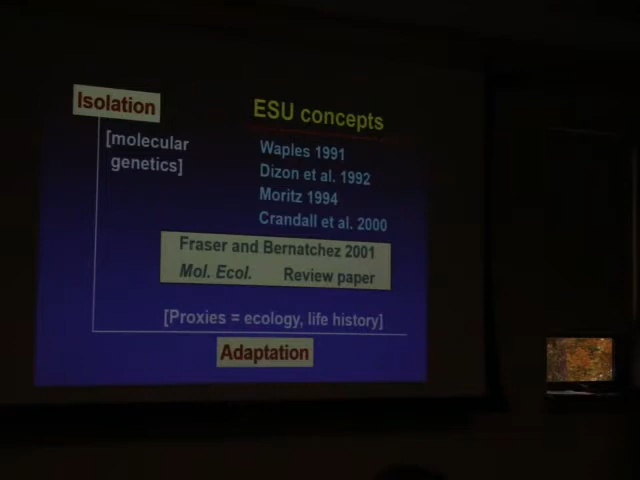 Isolation
ESU concepts
[molecular
genetics]
Waples 1991
Dizon et al. 1992
Moritz 1994
Crandall et al. 2000
Fraser and Bernatchez 2001
Mol. Ecol. Review paper
[Proxies = ecology, life history]
Adaptation